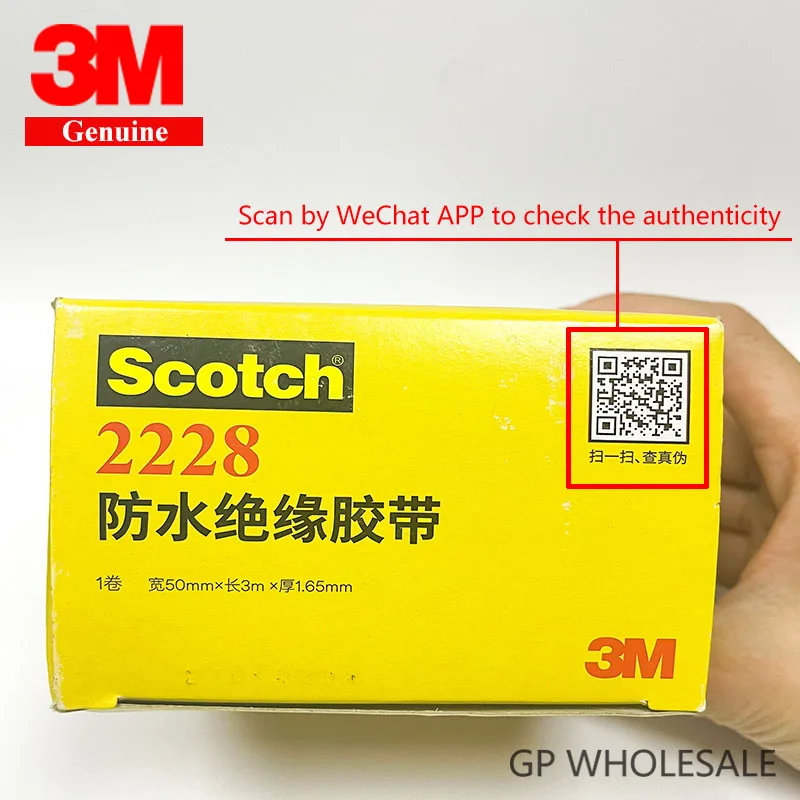 3M
Genuine
Scan by WeChat APP to check the authenticity
Scotch®
2228
防水绝缘胶带
1卷 宽50mm×长3m ×厚1.65mm
扫一扫、查真伪
3M
GP WHOLESALE